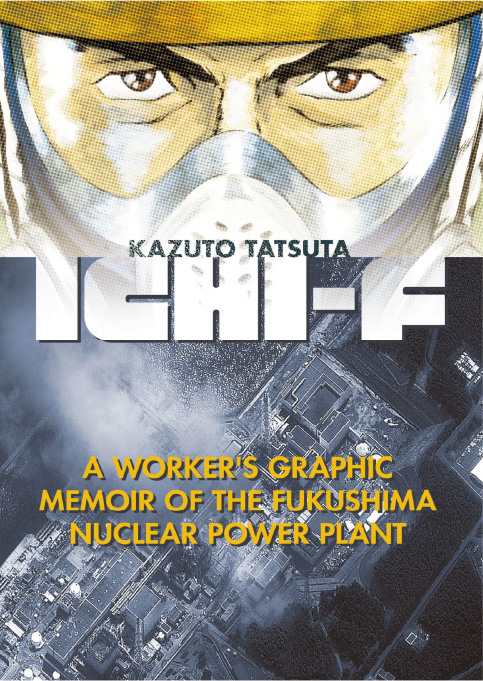 KAZUTO TATSUTA
ICHI-F
A WORKER'S GRAPHIC
MEMOIR OF THE FUKUSHIMA
NUCLEAR POWER PLANT